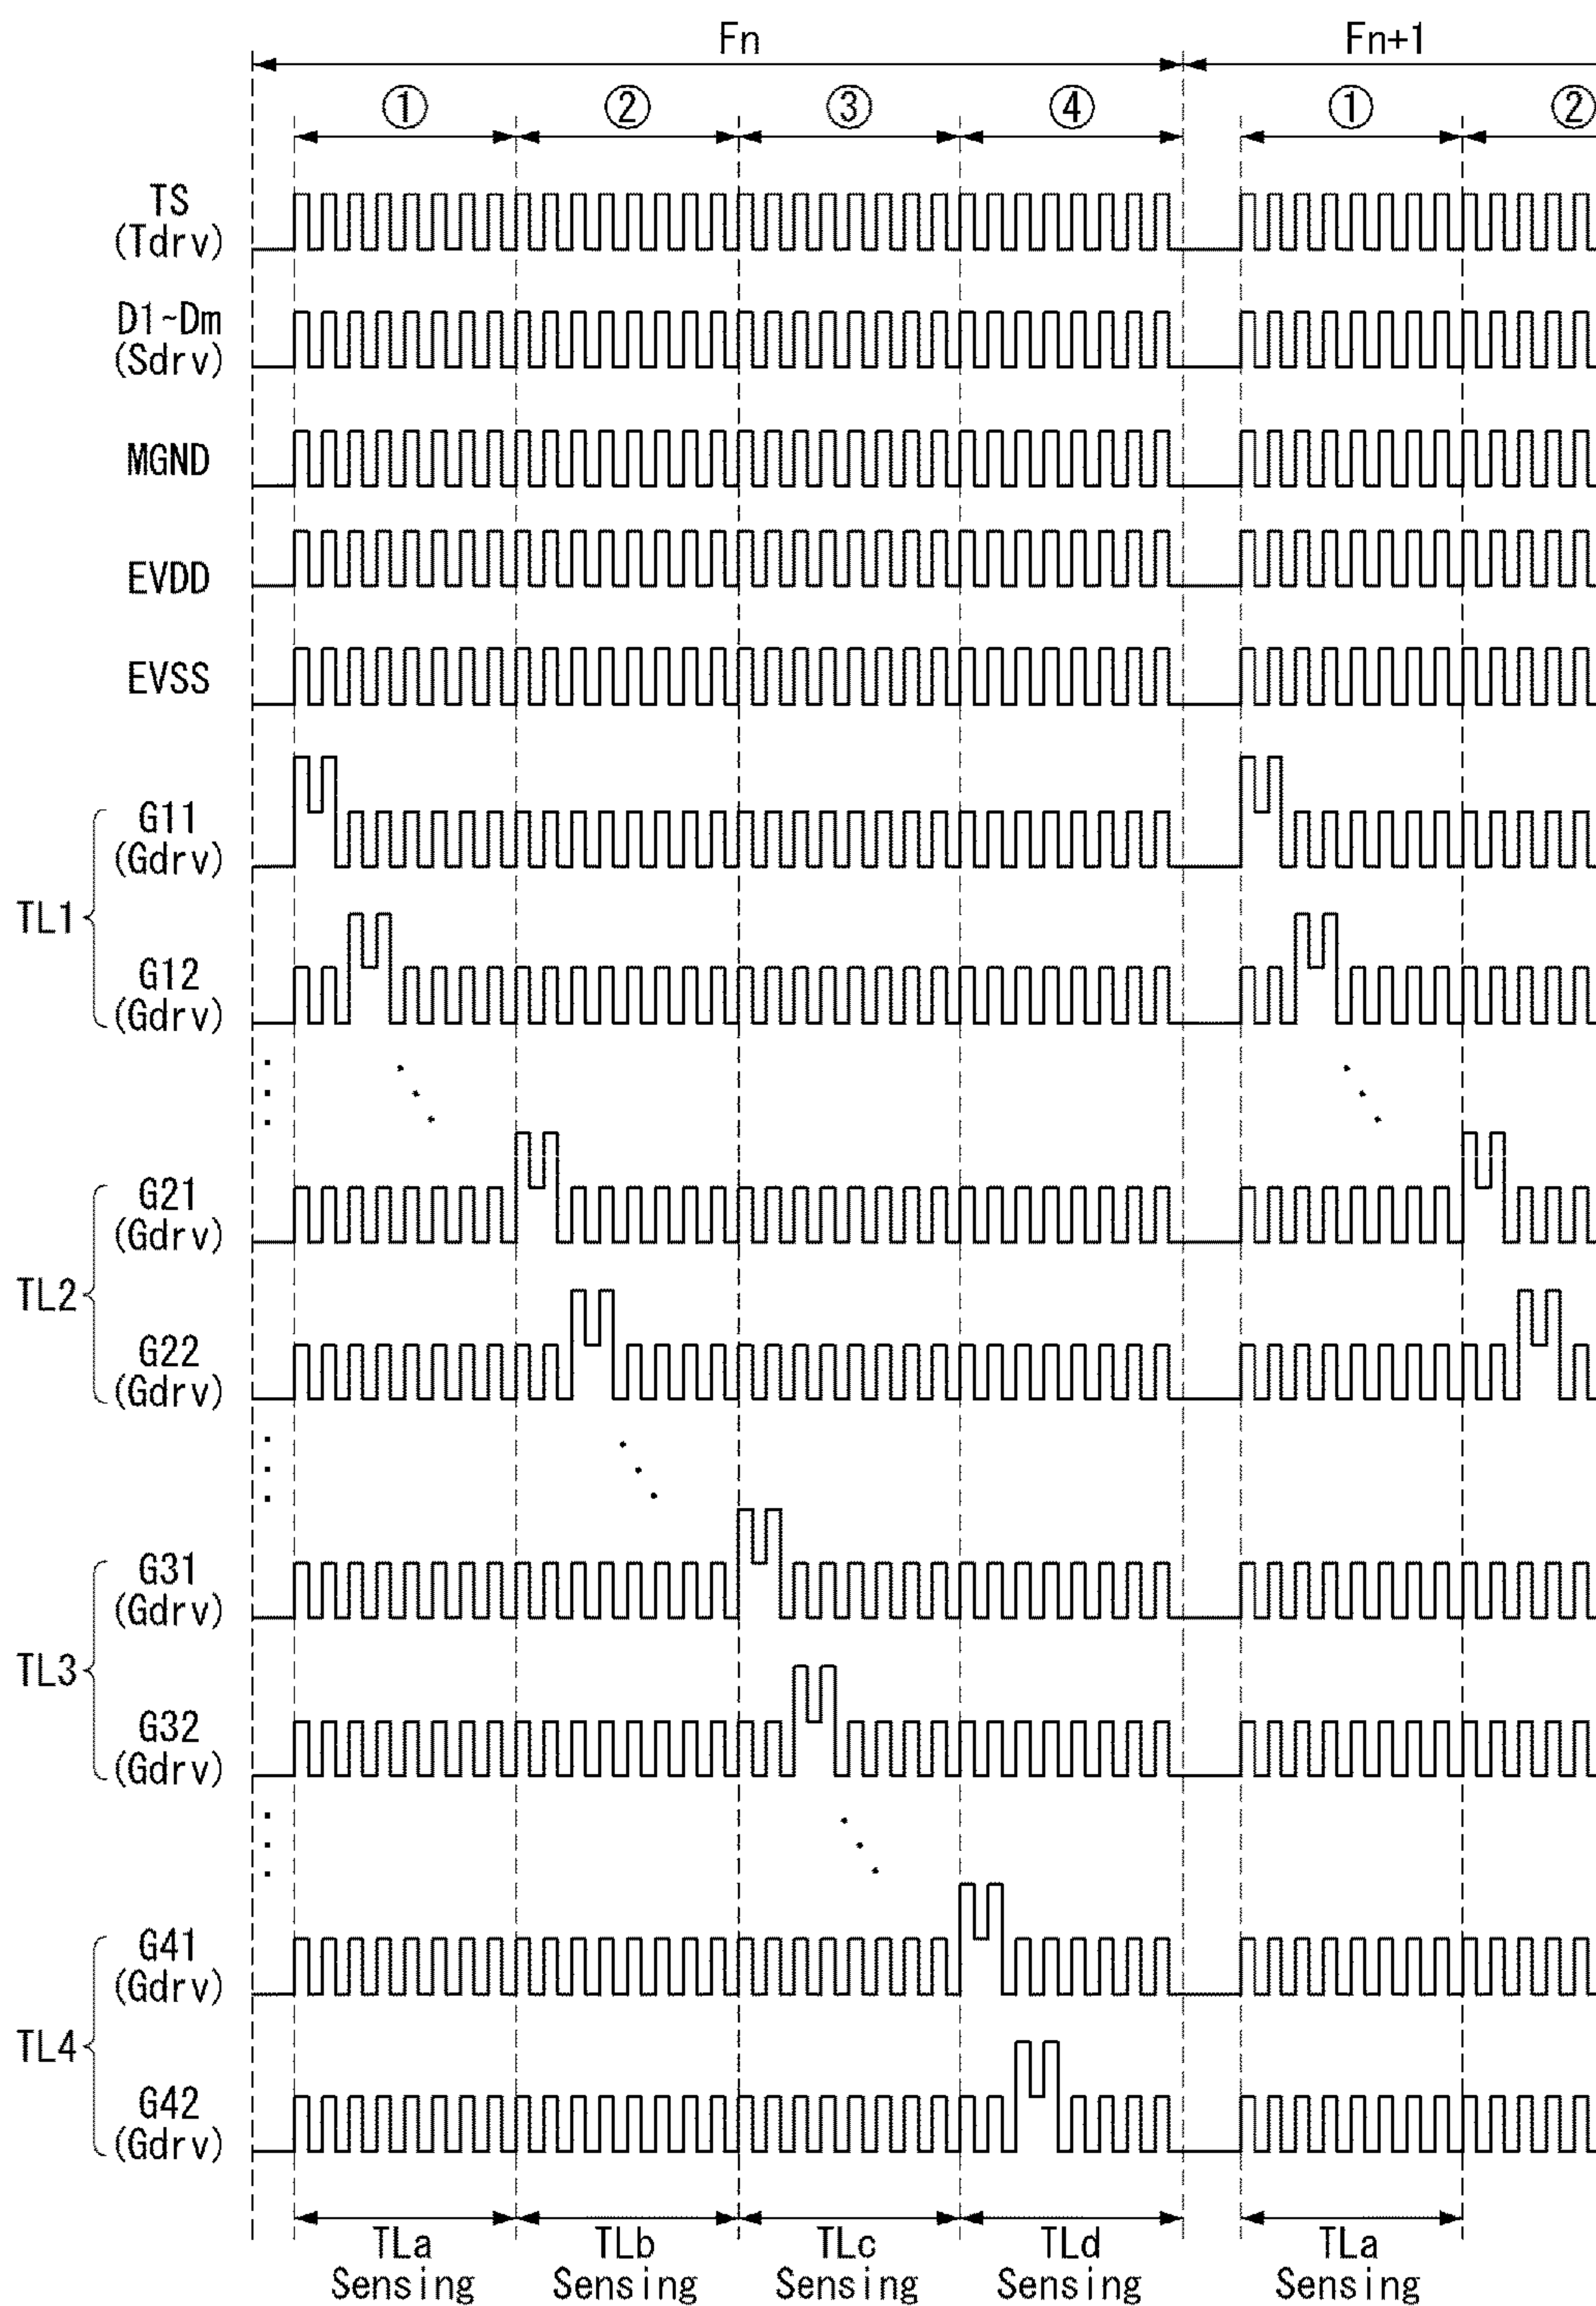 Fn
Fn+1
① ② ③ ④ ① ②
TS
(Tdrv)
D1~Dm
(Sdrv)
MGND
EVDD
EVSS
G11
(Gdrv)
TL1
G12
(Gdrv)
G21
(Gdrv)
TL2
G22
(Gdrv)
G31
(Gdrv)
TL3
G32
(Gdrv)
G41
(Gdrv)
TL4
G42
(Gdrv)
TLa
Sensing
TLb
Sensing
TLc
Sensing
TLd
Sensing
TLa
Sensing